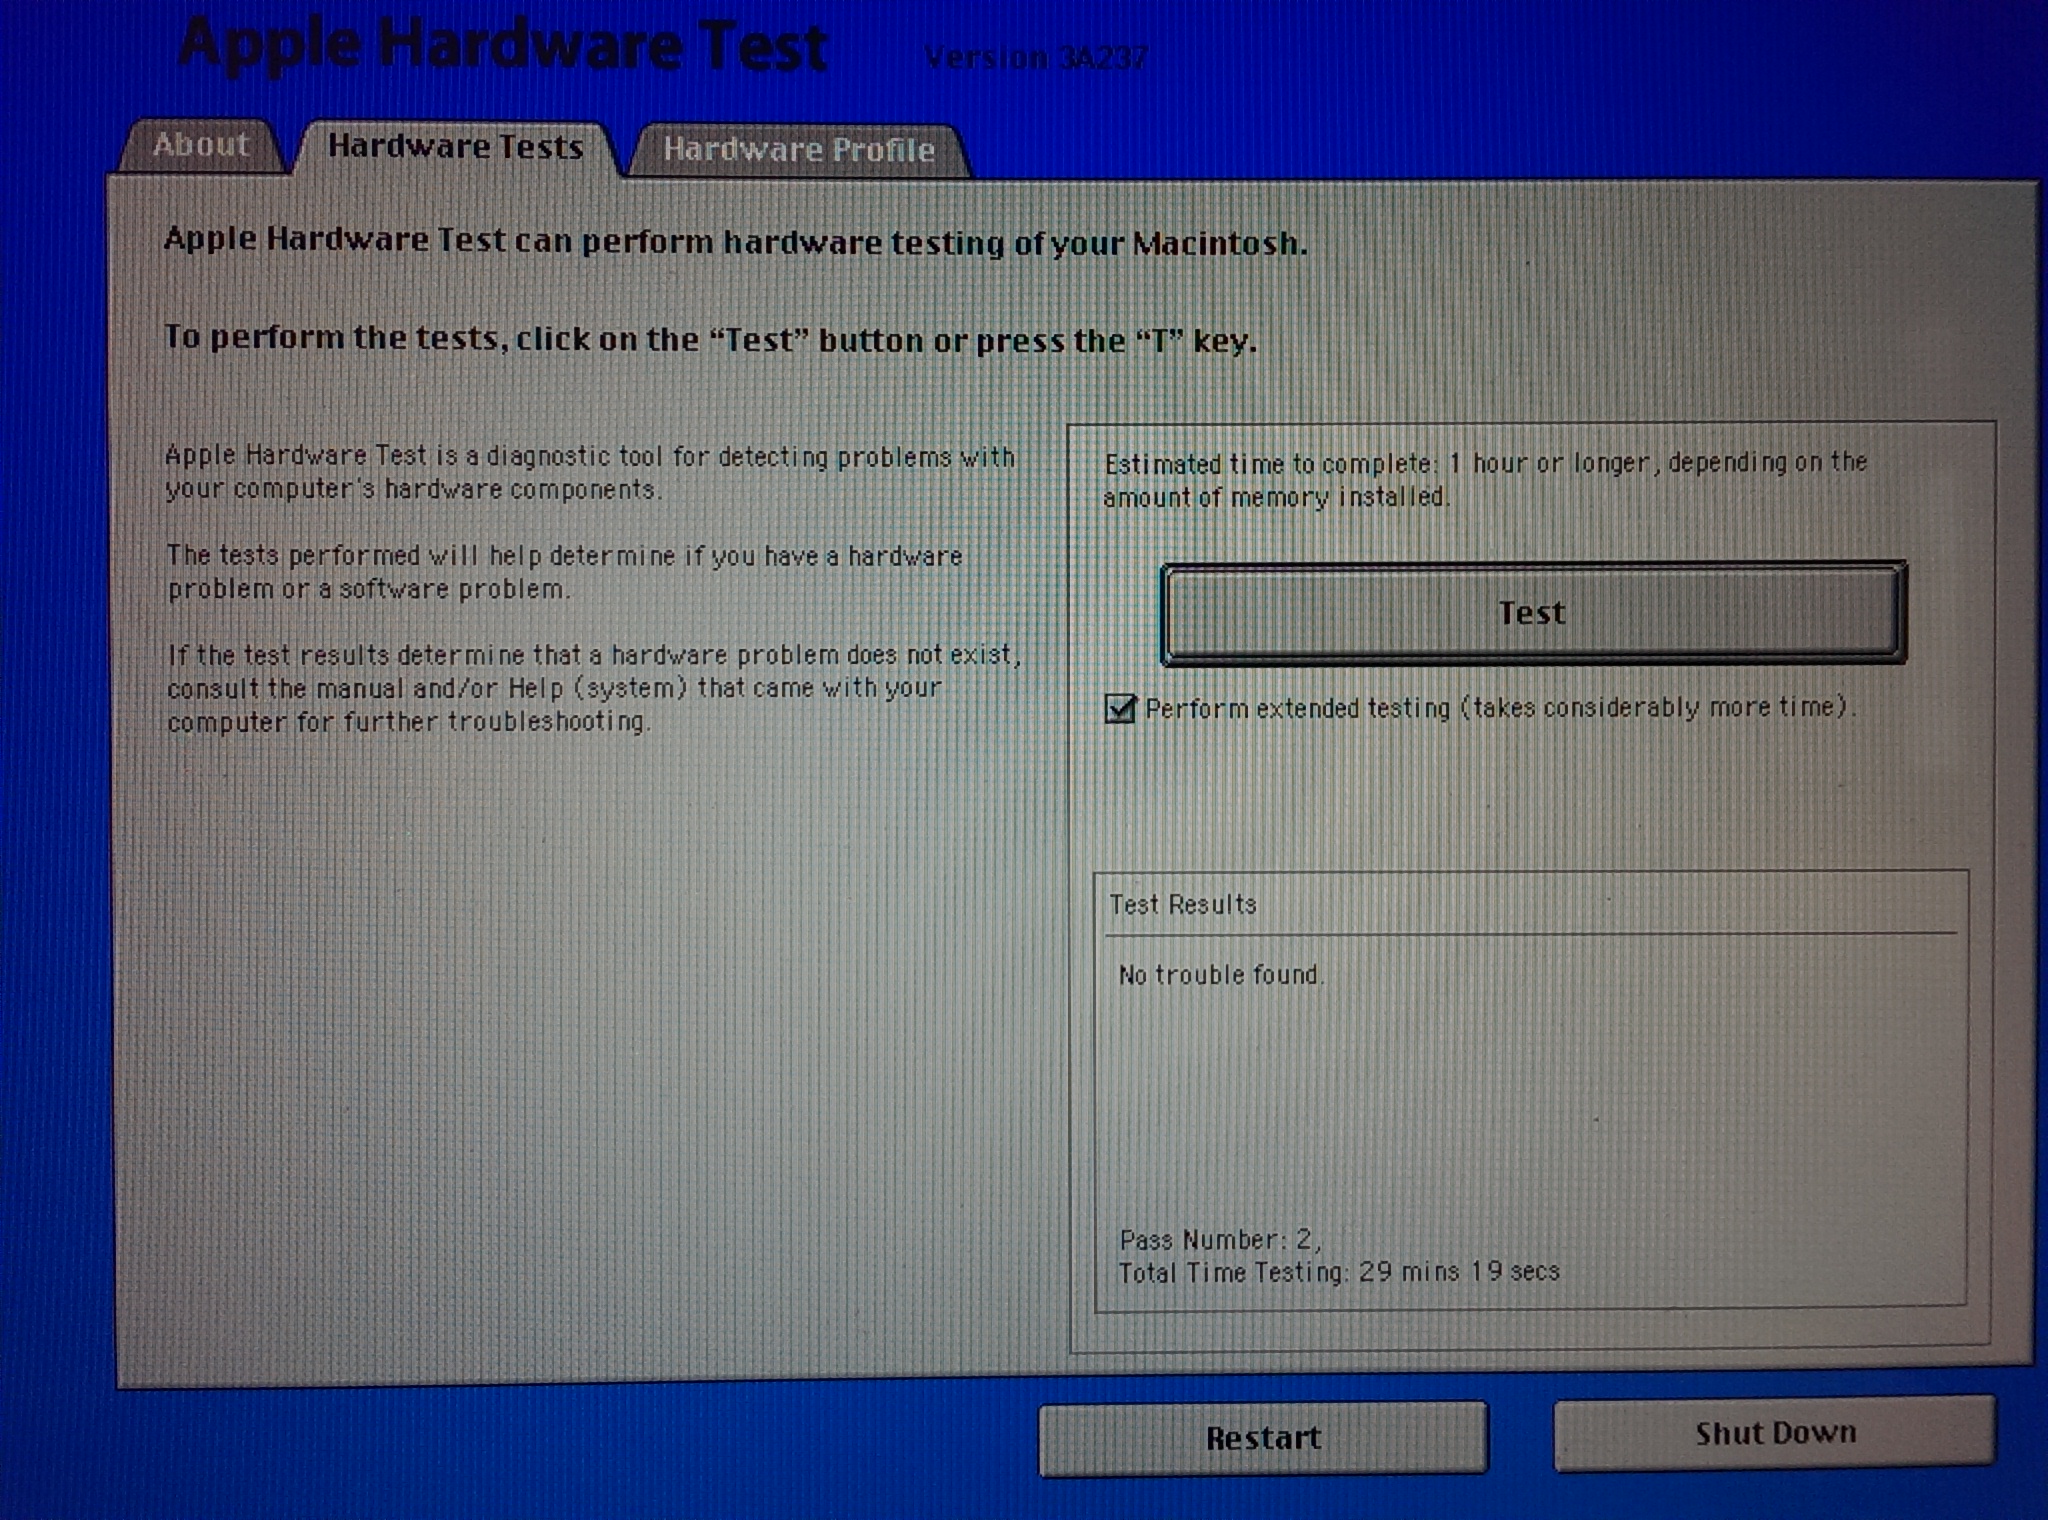 Apple Hardware Test Version 3A237
About Hardware Tests Hardware Profile
Apple Hardware Test can perform hardware testing of your Macintosh.
To perform the tests, click on the “Test” button or press the “T” key.
Apple Hardware Test is a diagnostic tool for detecting problems with
your computer's hardware components.
The tests performed will help determine if you have a hardware
problem or a software problem.
If the test results determine that a hardware problem does not exist,
consult the manual and/or Help (system) that came with your
computer for further troubleshooting.
Estimated time to complete: 1 hour or longer, depending on the
amount of memory installed.
Test
Perform extended testing (takes considerably more time).
Test Results
No trouble found.
Pass Number: 2,
Total Time Testing: 29 mins 19 secs
Restart Shut Down